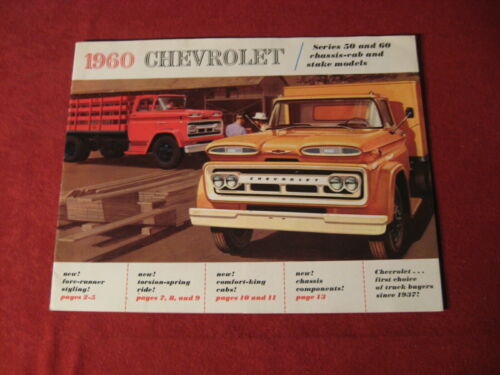 1960 CHEVROLET
Series 50 and 60
chassis-cab and
stake models
CHEVROLET
new!
fore-runner
styling!
pages 2-5
new!
torsion-spring
ride!
pages 7, 8, and 9
new!
comfort-king
cabs!
pages 10 and 11
new!
chassis
components!
page 13
Chevrolet . . .
first choice
of truck buyers
since 1937!